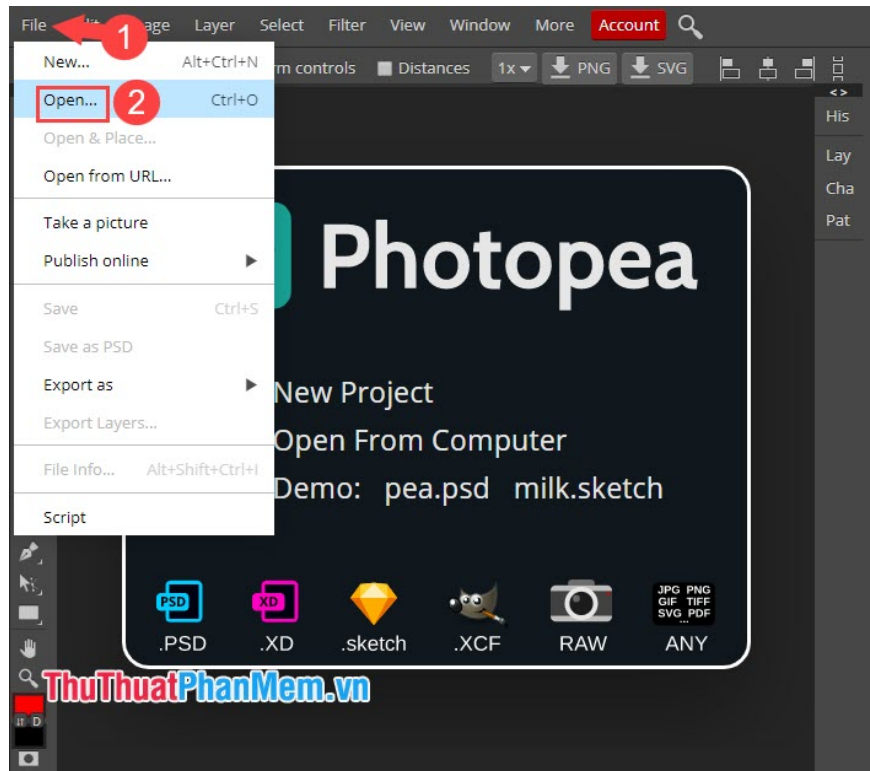 File Edit Image Layer Select Filter View Window More Account
1
New... Alt+Ctrl+N
rm controls Distances 1x PNG SVG
Open... Ctrl+O
2
< >
His
Open & Place...
Lay
Open from URL...
Cha
Take a picture
Pat
Publish online
Photopea
Save Ctrl+S
Save as PSD
Export as
New Project
Export Layers...
Open From Computer
File Info... Alt+Shift+Ctrl+I
Demo: pea.psd milk.sketch
Script
PSD
XD
JPG PNG
GIF TIFF
SVG PDF
...
.PSD .XD .sketch .XCF RAW ANY
ThuThuatPhanMem.vn
D